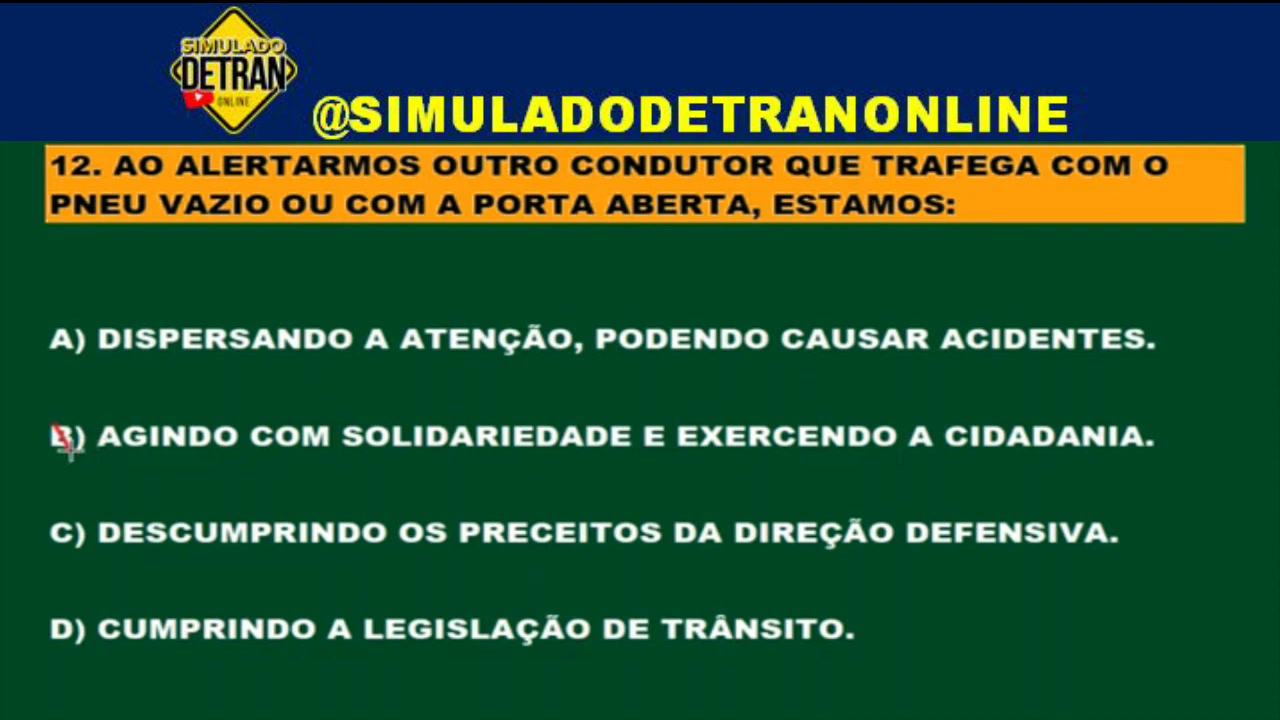 SIMULADO
DETRAN
ONLINE
@SIMULADODETRANONLINE
12. AO ALERTARMOS OUTRO CONDUTOR QUE TRAFEGA COM O
PNEU VAZIO OU COM A PORTA ABERTA, ESTAMOS:
A) DISPERSANDO A ATENÇÃO, PODENDO CAUSAR ACIDENTES.
B) AGINDO COM SOLIDARIEDADE E EXERCENDO A CIDADANIA.
C) DESCUMPRINDO OS PRECEITOS DA DIREÇÃO DEFENSIVA.
D) CUMPRINDO A LEGISLAÇÃO DE TRÂNSITO.